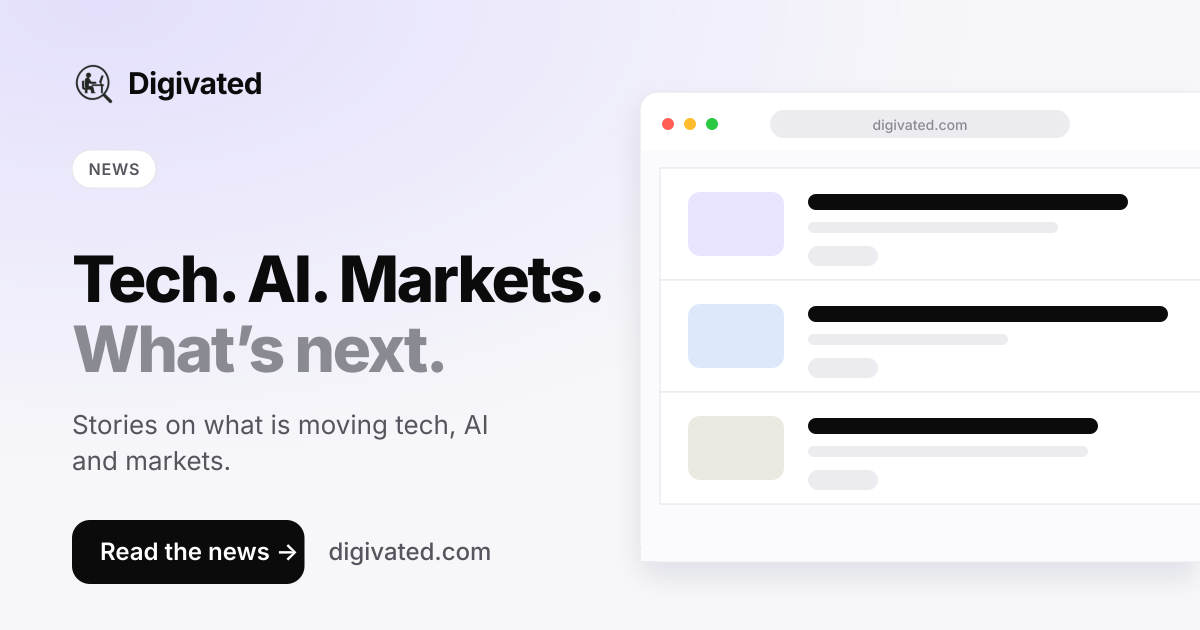 Digivated
NEWS
Tech. AI. Markets.
What’s next.
Stories on what is moving tech, AI
and markets.
Read the news →
digivated.com
digivated.com